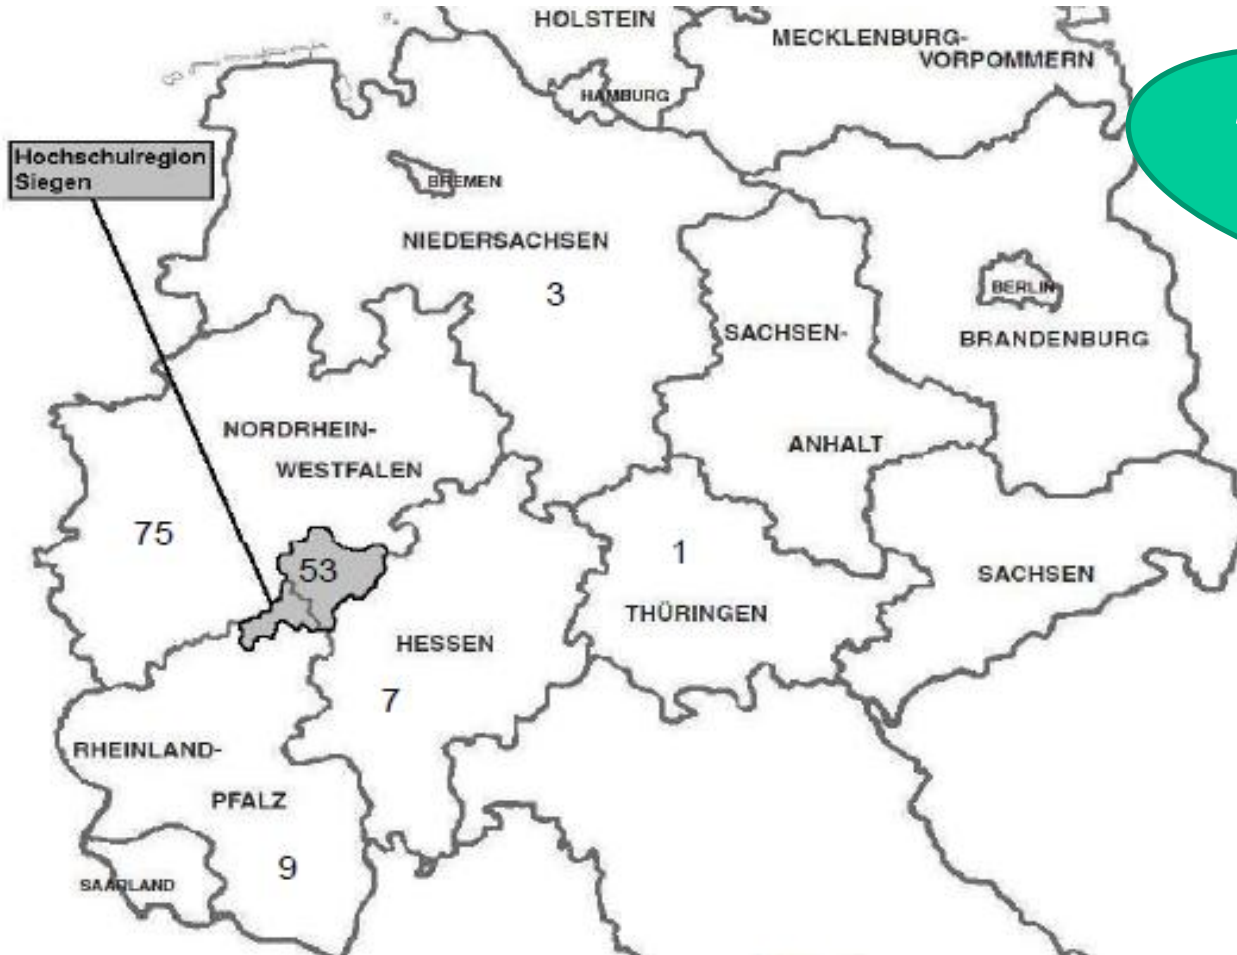 HOLSTEIN
MECKLENBURG-
VORPOMMERN
HAMBURG
Hochschulregion
Siegen
BREMEN
NIEDERSACHSEN
3
BERLIN
SACHSEN-
BRANDENBURG
NORDRHEIN-
ANHALT
WESTFALEN
75
53
1
SACHSEN
THÜRINGEN
HESSEN
7
RHEINLAND-
PFALZ
9
SAARLAND